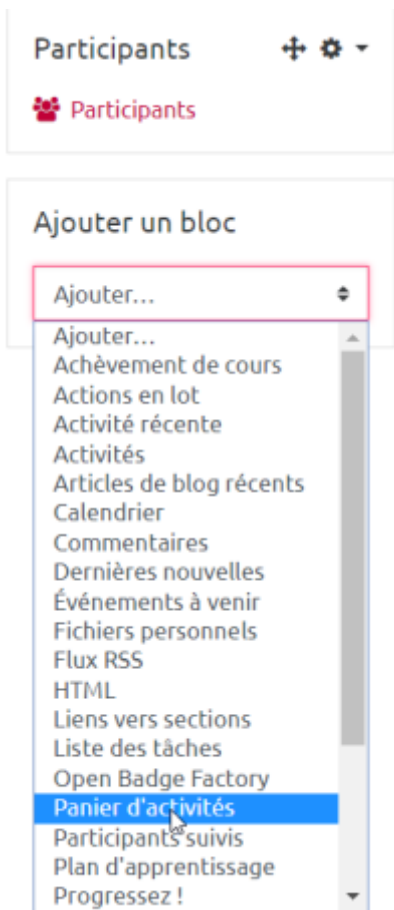 Participants
Participants
Ajouter un bloc
Ajouter...
Ajouter...
Achèvement de cours
Actions en lot
Activité récente
Activités
Articles de blog récents
Calendrier
Commentaires
Dernières nouvelles
Événements à venir
Fichiers personnels
Flux RSS
HTML
Liens vers sections
Liste des tâches
Open Badge Factory
Panier d'activités
Participants suivis
Plan d'apprentissage
Progressez !